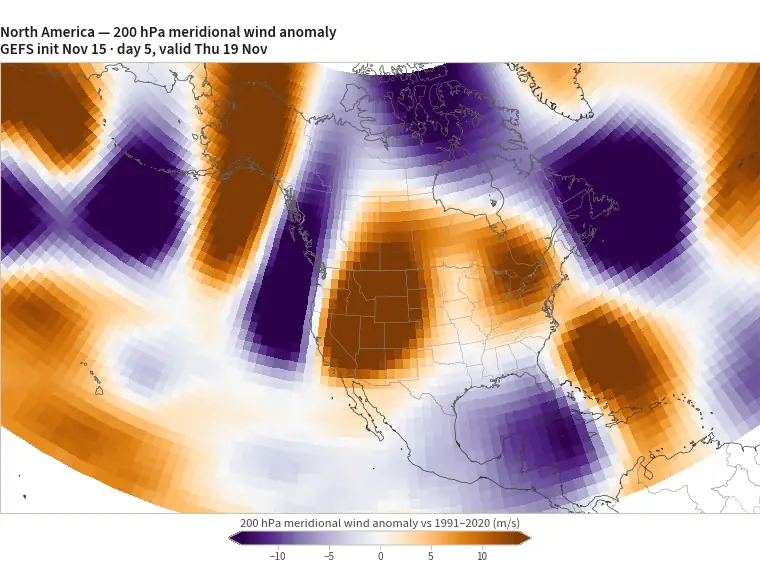 North America — 200 hPa meridional wind anomaly
GEFS init Nov 15 · day 5, valid Thu 19 Nov
200 hPa meridional wind anomaly vs 1991–2020 (m/s)
−10 −5 0 5 10